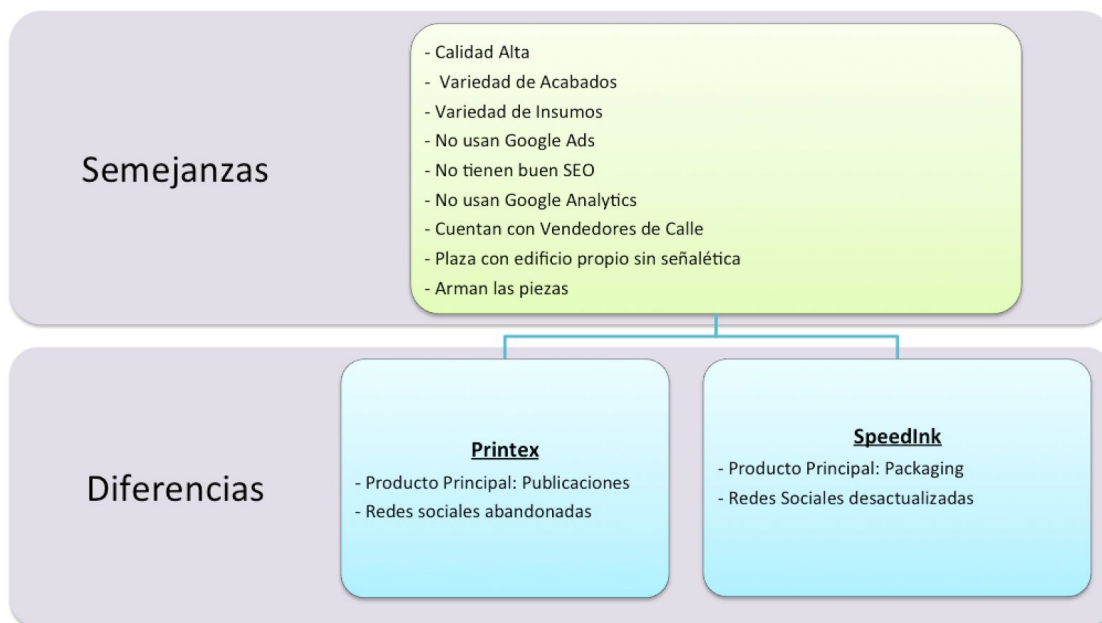 Semejanzas
- Calidad Alta
- Variedad de Acabados
- Variedad de Insumos
- No usan Google Ads
- No tienen buen SEO
- No usan Google Analytics
- Cuentan con Vendedores de Calle
- Plaza con edificio propio sin señalética
- Arman las piezas
Diferencias
Printex
- Producto Principal: Publicaciones
- Redes sociales abandonadas
SpeedInk
- Producto Principal: Packaging
- Redes Sociales desactualizadas